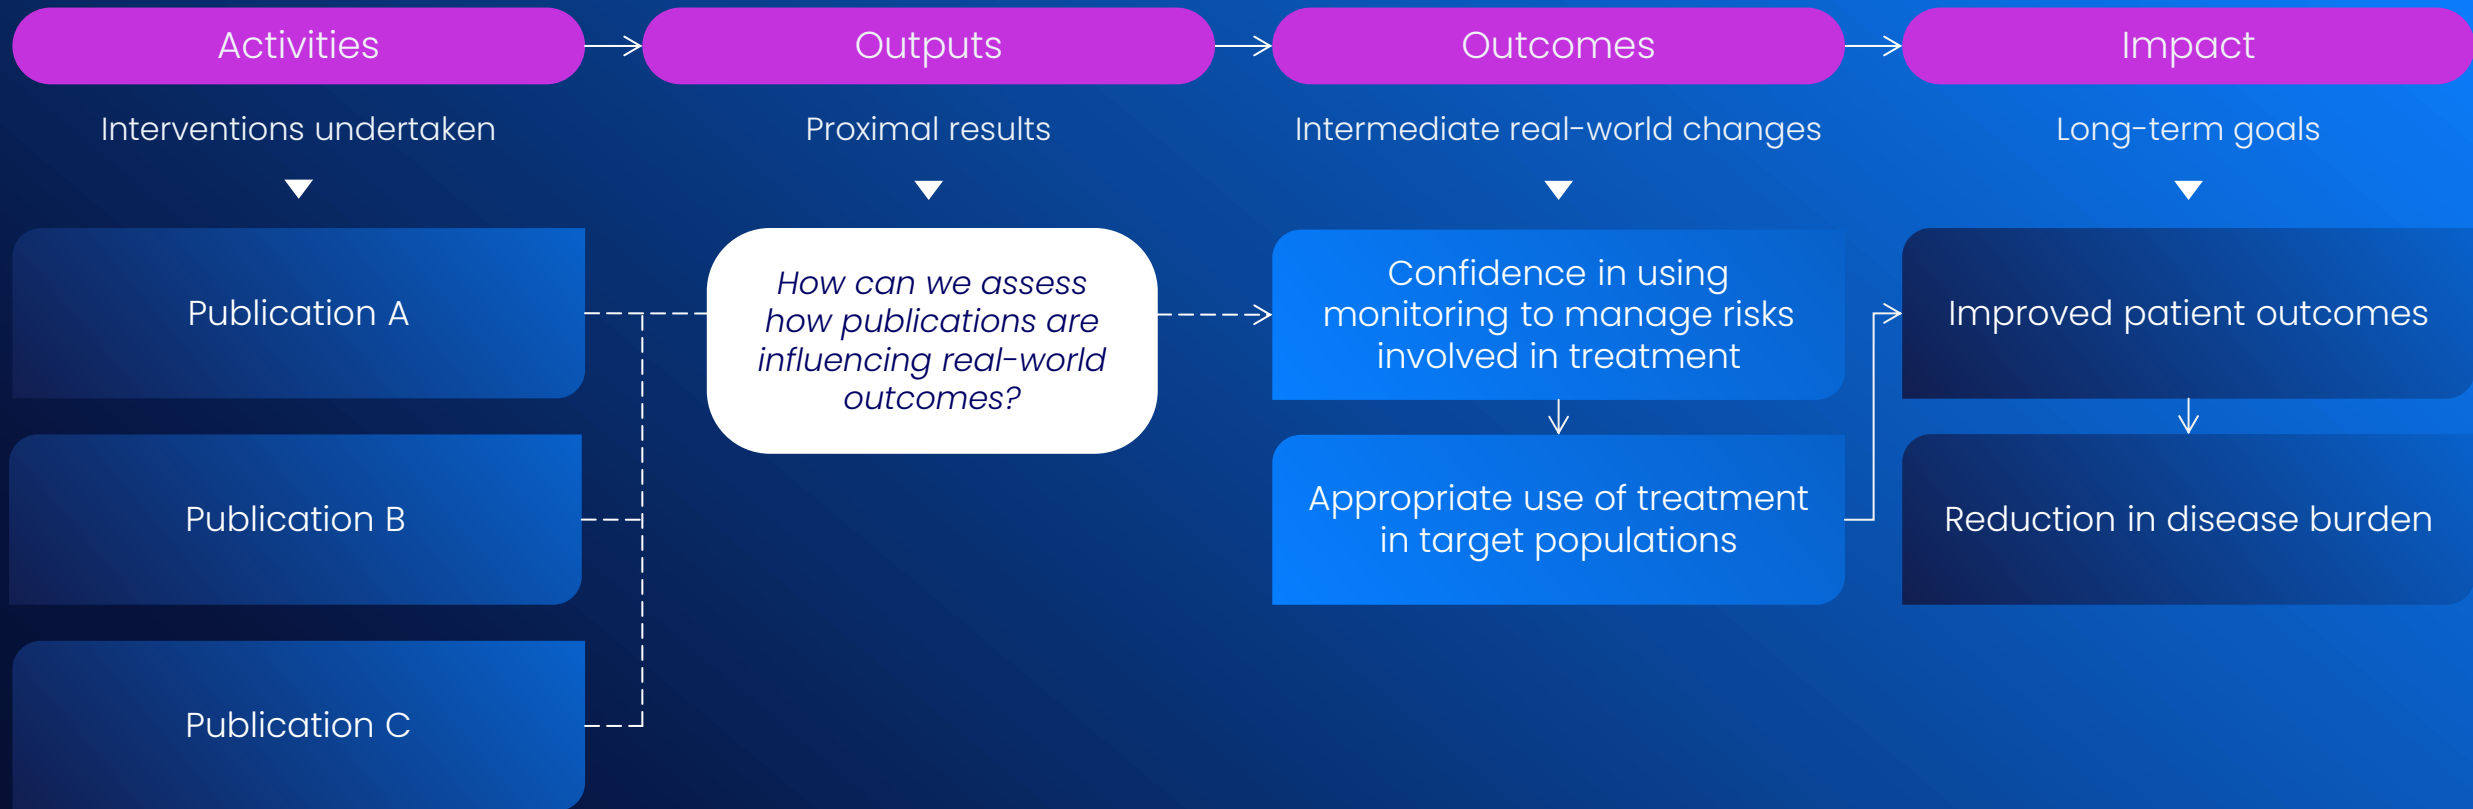 Activities
Outputs
Outcomes
Impact
Interventions undertaken
Proximal results
Intermediate real-world changes
Long-term goals
Publication A
Publication B
Publication C
How can we assess
how publications are
influencing real-world
outcomes?
Confidence in using
monitoring to manage risks
involved in treatment
Appropriate use of treatment
in target populations
Improved patient outcomes
Reduction in disease burden